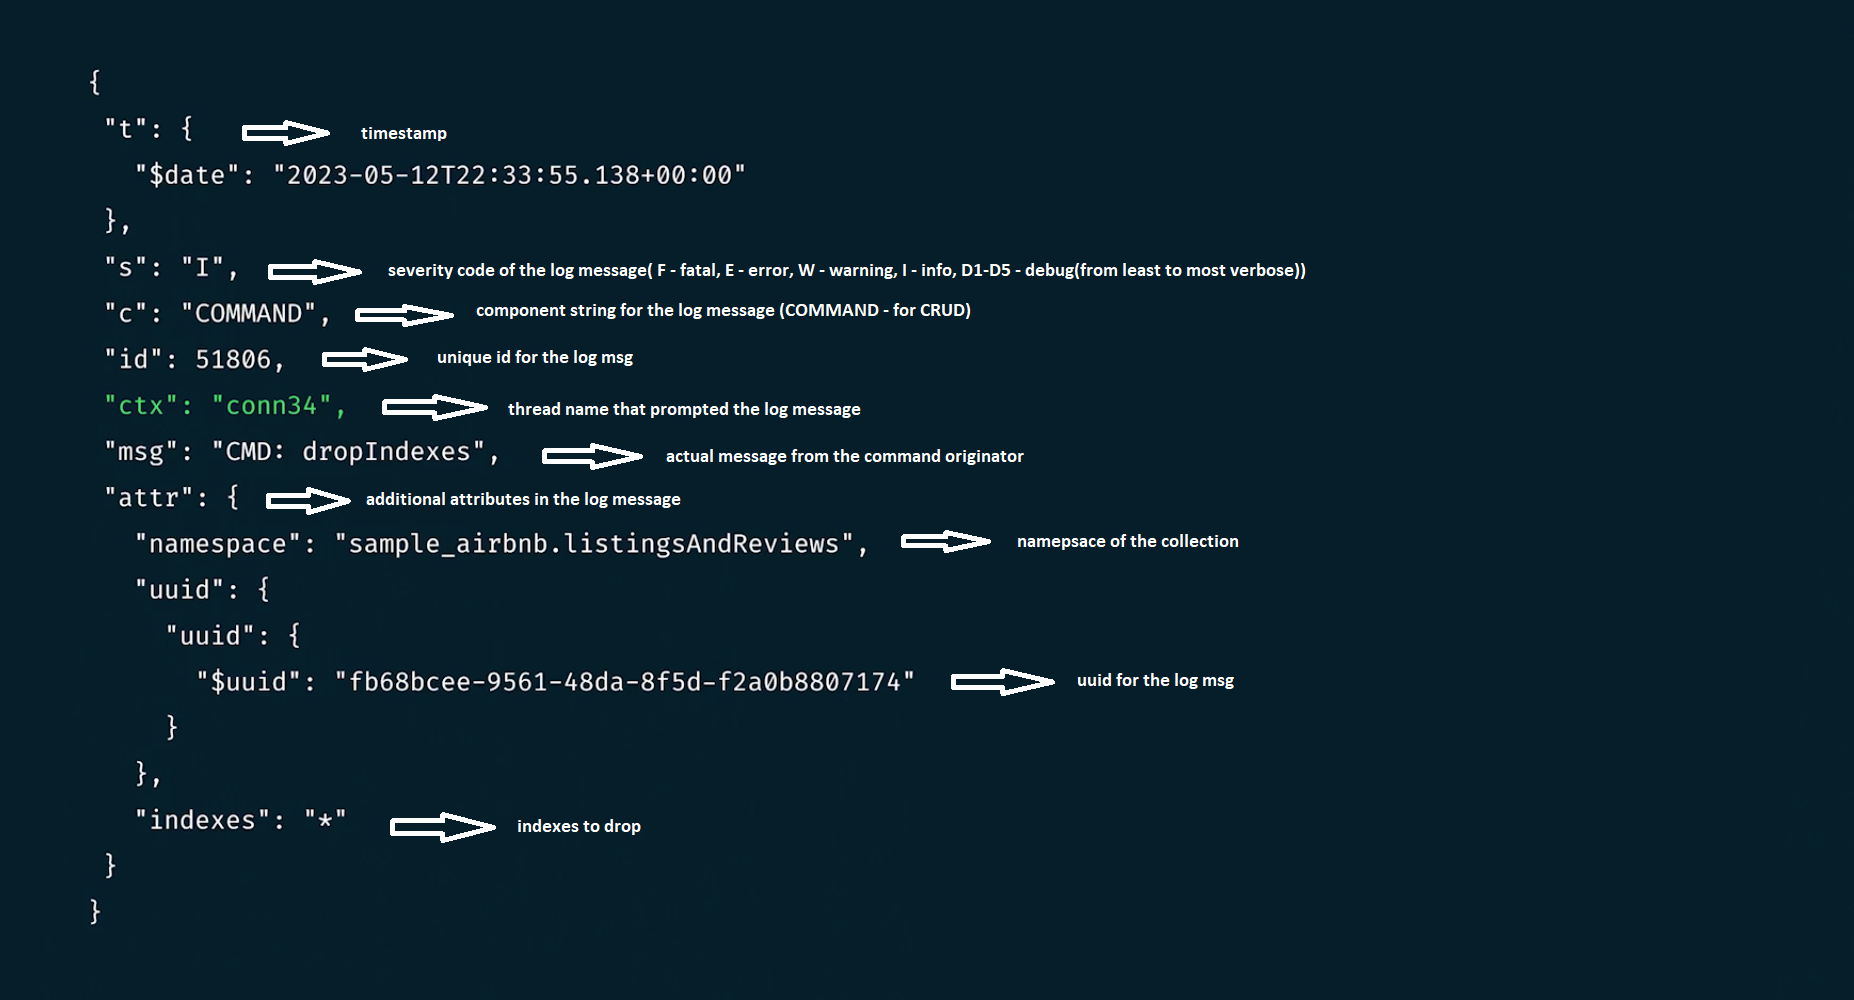 {
"t": { timestamp
"$date": "2023-05-12T22:33:55.138+00:00"
},
"s": "I", severity code of the log message( F - fatal, E - error, W - warning, I - info, D1-D5 - debug(from least to most verbose))
"c": "COMMAND", component string for the log message (COMMAND - for CRUD)
"id": 51806, unique id for the log msg
"ctx": "conn34", thread name that prompted the log message
"msg": "CMD: dropIndexes", actual message from the command originator
"attr": { additional attributes in the log message
"namespace": "sample_airbnb.listingsAndReviews", namepsace of the collection
"uuid": {
"uuid": {
"$uuid": "fb68bcee-9561-48da-8f5d-f2a0b8807174" uuid for the log msg
}
},
"indexes": "*" indexes to drop
}
}